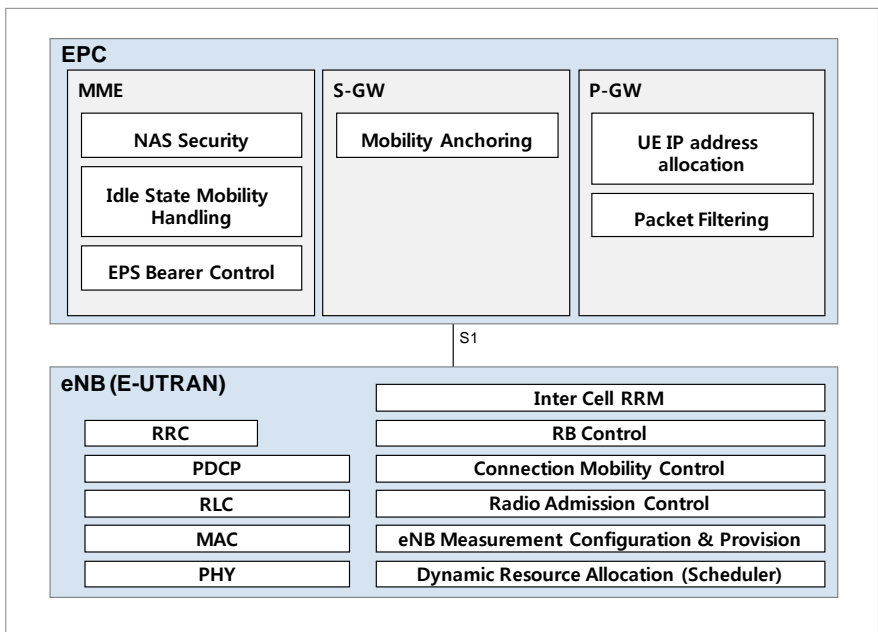 EPC
MME
NAS Security
Idle State Mobility
Handling
EPS Bearer Control
S-GW
Mobility Anchoring
P-GW
UE IP address
allocation
Packet Filtering
S1
eNB (E-UTRAN)
RRC
PDCP
RLC
MAC
PHY
Inter Cell RRM
RB Control
Connection Mobility Control
Radio Admission Control
eNB Measurement Configuration & Provision
Dynamic Resource Allocation (Scheduler)